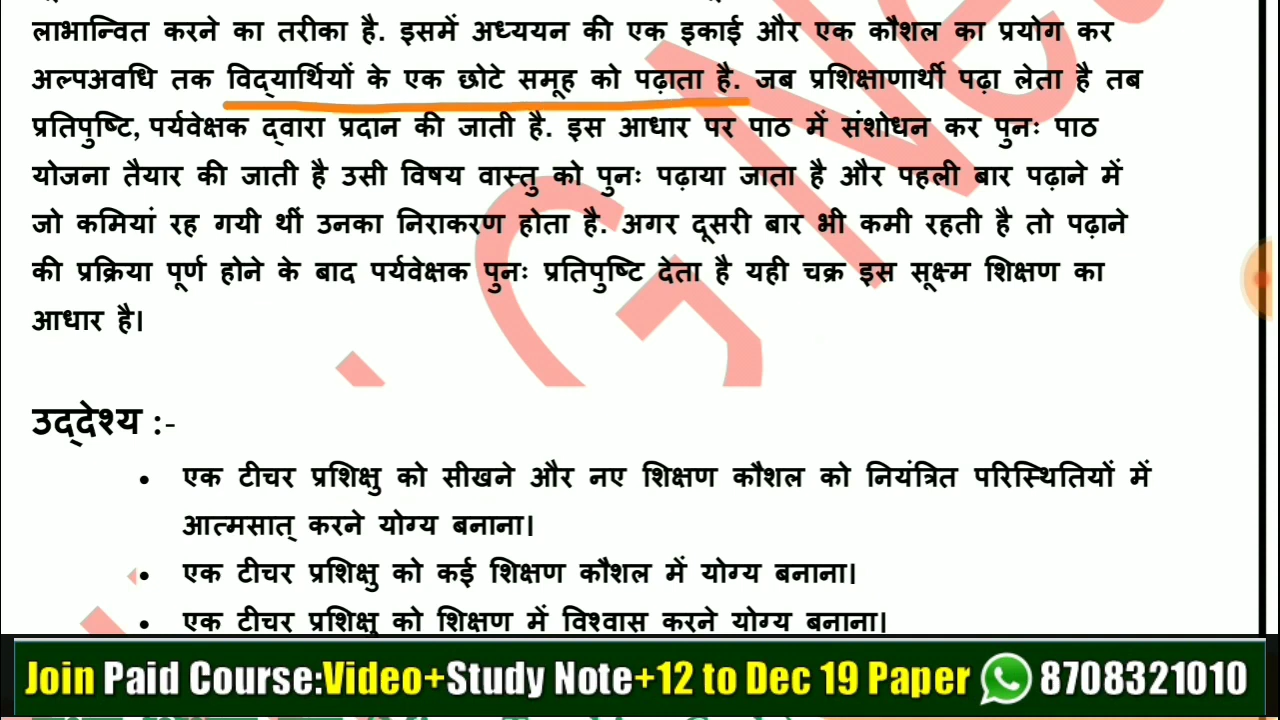 लाभान्वित करने का तरीका है. इसमें अध्ययन की एक इकाई और एक कौशल का प्रयोग कर
अल्पअवधि तक विद्यार्थियों के एक छोटे समूह को पढ़ाता है. जब प्रशिक्षाणार्थी पढ़ा लेता है तब
प्रतिपुष्टि, पर्यवेक्षक द्वारा प्रदान की जाती है. इस आधार पर पाठ में संशोधन कर पुनः पाठ
योजना तैयार की जाती है उसी विषय वास्तु को पुनः पढ़ाया जाता है और पहली बार पढ़ाने में
जो कमियां रह गयी थीं उनका निराकरण होता है. अगर दूसरी बार भी कमी रहती है तो पढ़ाने
की प्रक्रिया पूर्ण होने के बाद पर्यवेक्षक पुनः प्रतिपुष्टि देता है यही चक्र इस सूक्ष्म शिक्षण का
आधार है।
उद्देश्य :-
• एक टीचर प्रशिक्षु को सीखने और नए शिक्षण कौशल को नियंत्रित परिस्थितियों में
आत्मसात् करने योग्य बनाना।
• एक टीचर प्रशिक्षु को कई शिक्षण कौशल में योग्य बनाना।
• एक टीचर प्रशिक्षु को शिक्षण में विश्वास करने योग्य बनाना।
Join Paid Course:Video+Study Note+12 to Dec 19 Paper 8708321010